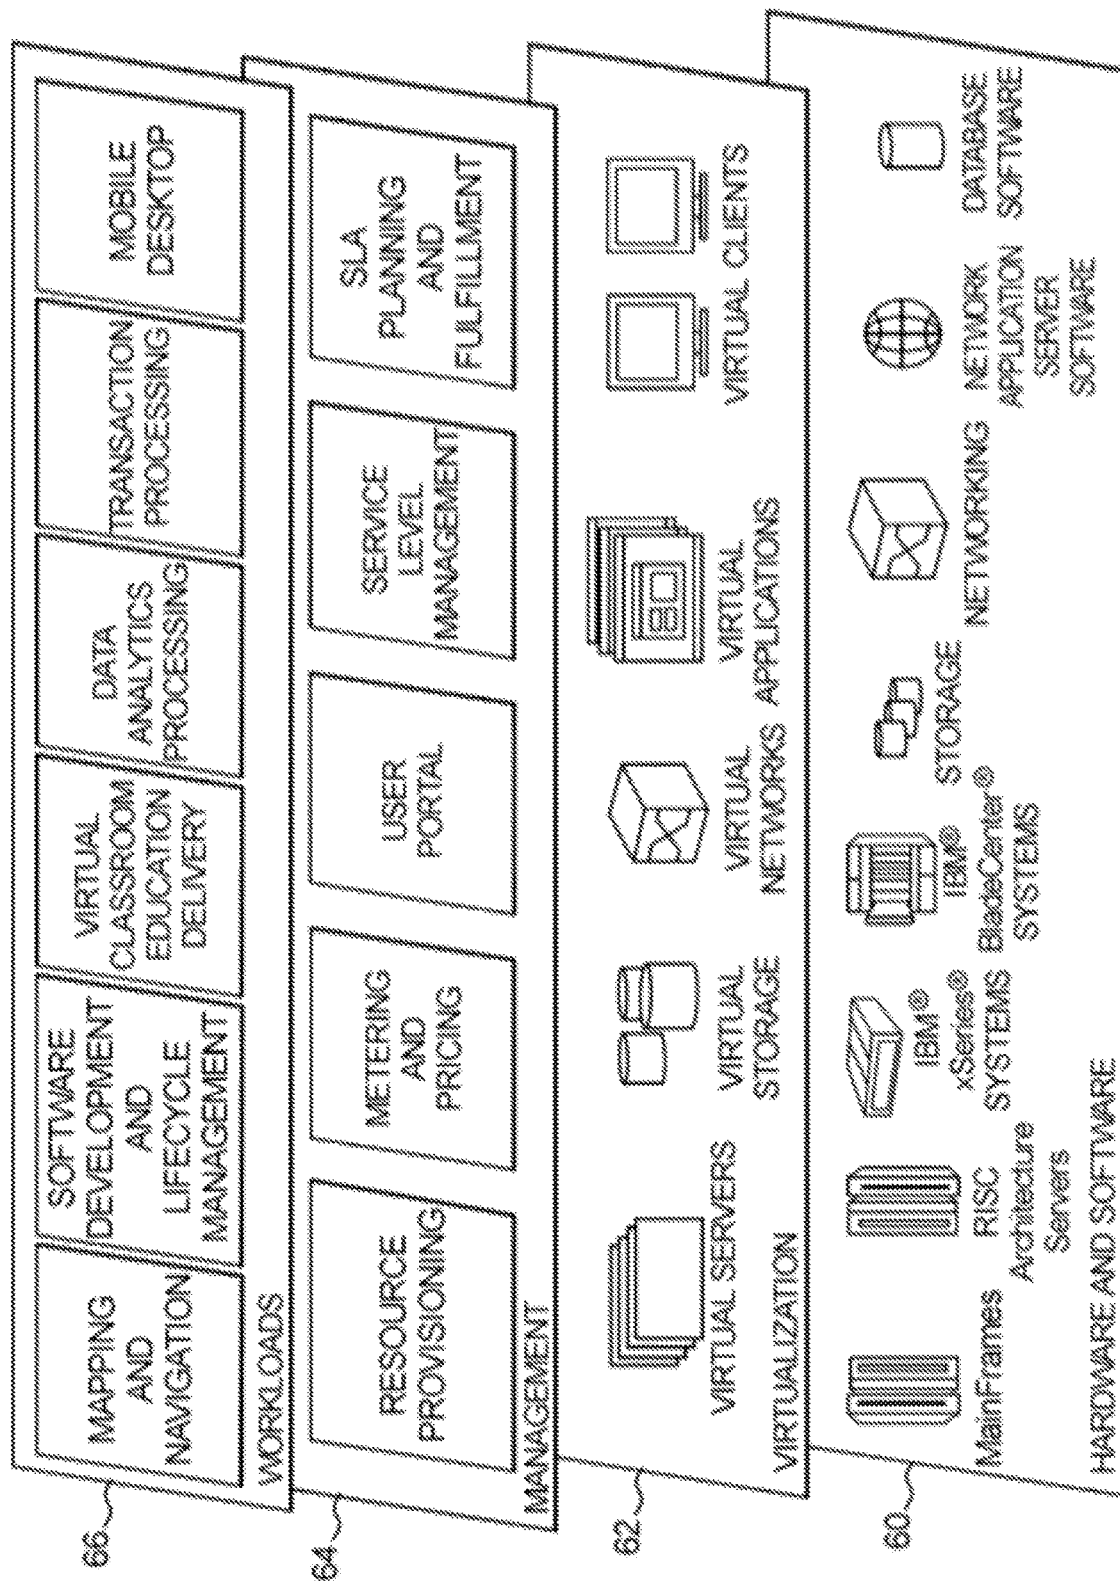 66
MAPPING
AND
NAVIGATION
SOFTWARE
DEVELOPMENT
AND
LIFECYCLE
MANAGEMENT
VIRTUAL
CLASSROOM
EDUCATION
DELIVERY
DATA
ANALYTICS
PROCESSING
TRANSACTION
PROCESSING
MOBILE
DESKTOP
WORKLOADS
64
RESOURCE
PROVISIONING
METERING
AND
PRICING
USER
PORTAL
SERVICE
LEVEL
MANAGEMENT
SLA
PLANNING
AND
FULFILLMENT
MANAGEMENT
62
VIRTUAL SERVERS
VIRTUAL
STORAGE
VIRTUAL
NETWORKS
VIRTUAL
APPLICATIONS
VIRTUAL CLIENTS
VIRTUALIZATION
60
MainFrames
RISC
Architecture
Servers
IBM®
xSeries®
SYSTEMS
IBM®
BladeCenter®
SYSTEMS
STORAGE
NETWORKING
NETWORK
APPLICATION
SERVER
SOFTWARE
DATABASE
SOFTWARE
HARDWARE AND SOFTWARE